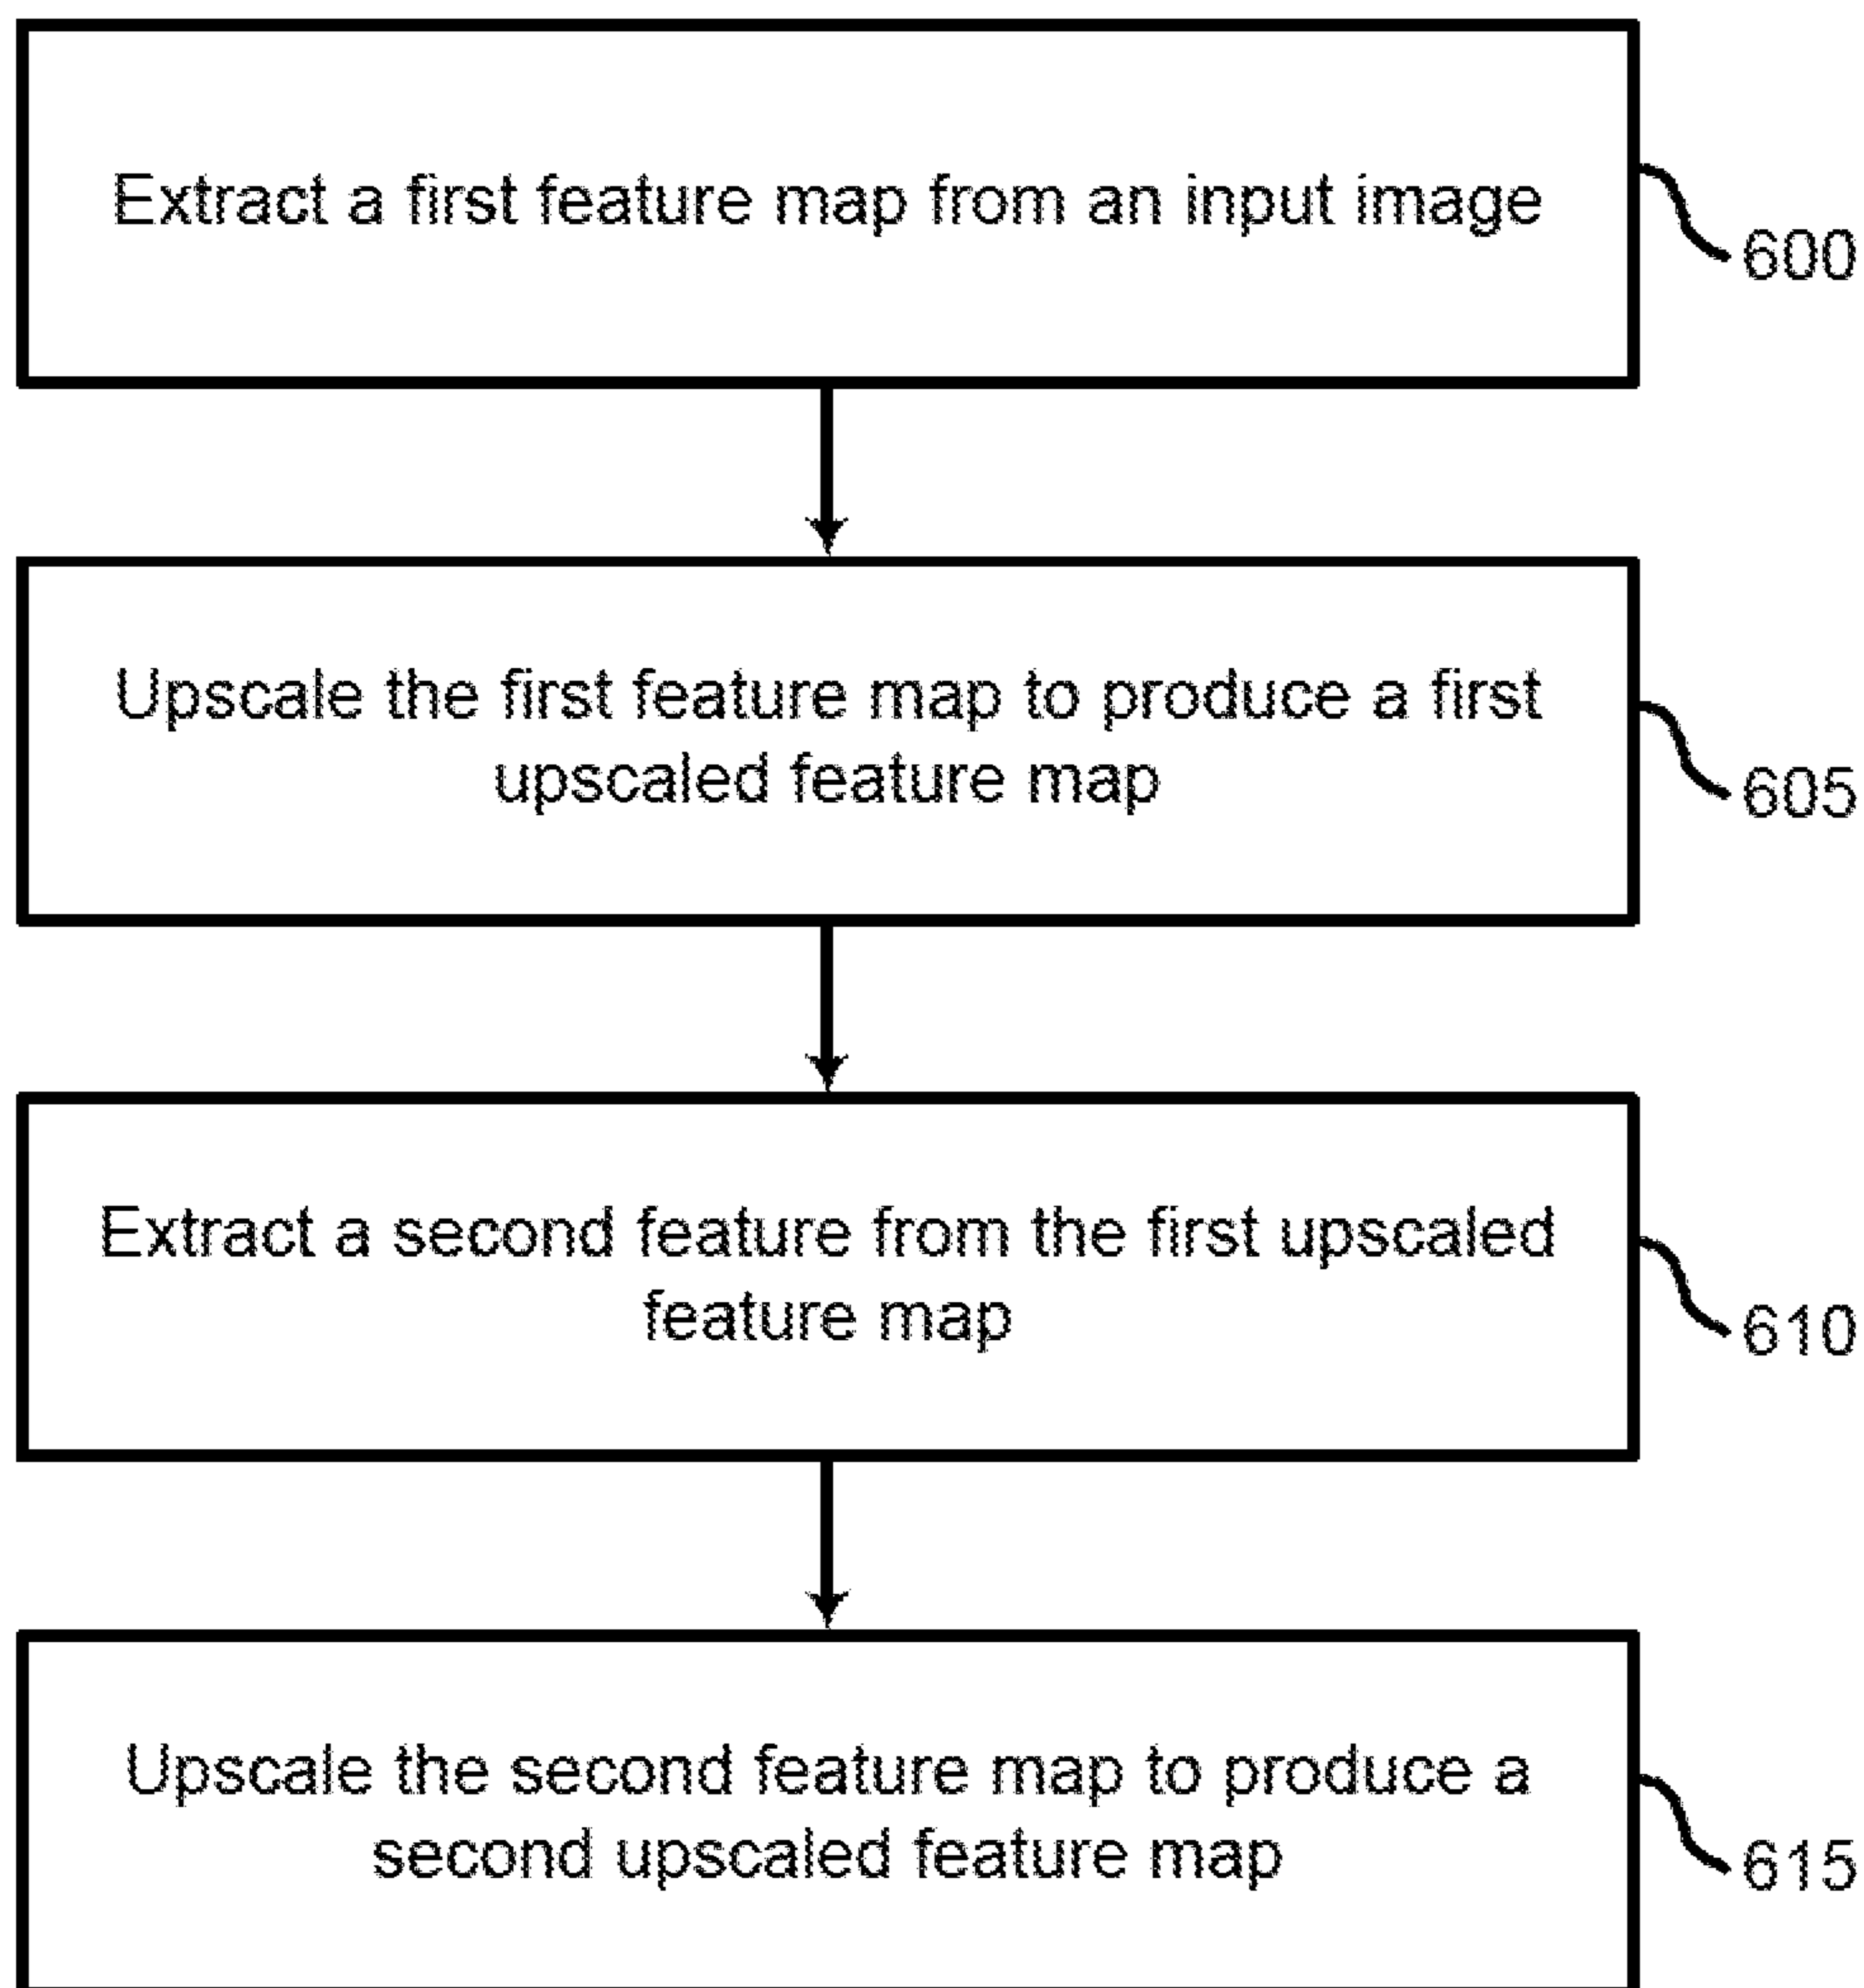 Extract a first feature map from an input image
600
Upscale the first feature map to produce a first
upscaled feature map
605
Extract a second feature from the first upscaled
feature map
610
Upscale the second feature map to produce a
second upscaled feature map
615